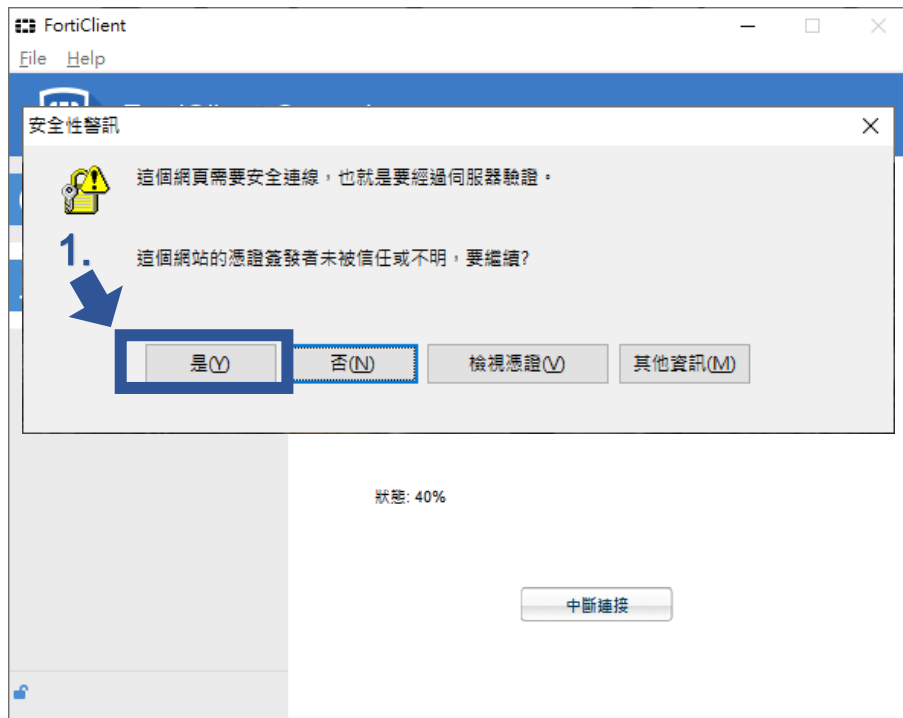 FortiClient
File Help
安全性警訊
這個網頁需要安全連線，也就是要經過伺服器驗證。
1.
這個網站的憑證簽發者未被信任或不明，要繼續?
是(Y) 否(N) 檢視憑證(V) 其他資訊(M)
狀態: 40%
中斷連接